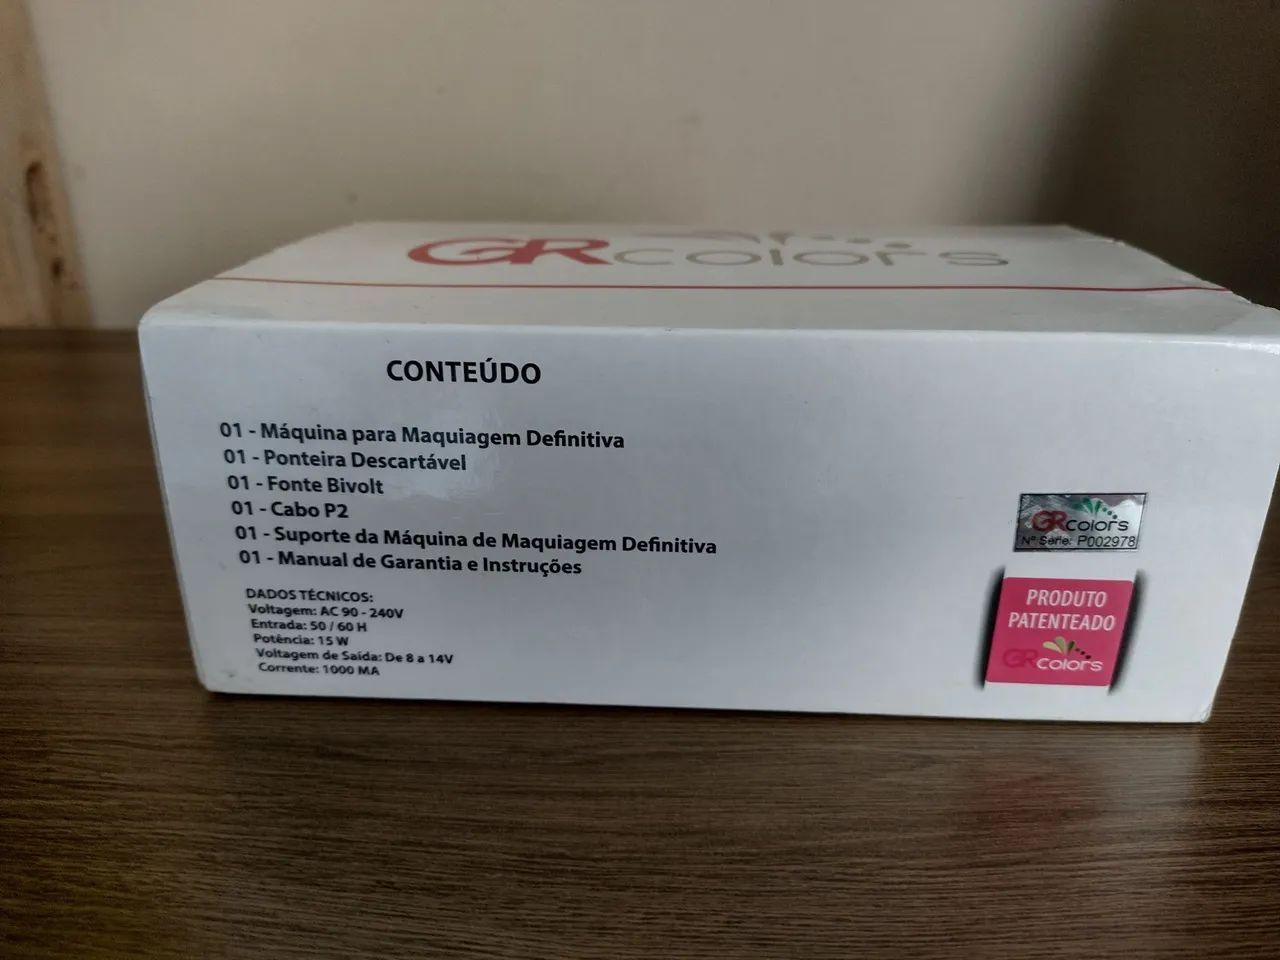 GRcolors
CONTEÚDO
01 - Máquina para Maquiagem Definitiva
01 - Ponteira Descartável
01 - Fonte Bivolt
01 - Cabo P2
01 - Suporte da Máquina de Maquiagem Definitiva
01 - Manual de Garantia e Instruções
DADOS TÉCNICOS:
Voltagem: AC 90 - 240V
Entrada: 50 / 60 H
Potência: 15 W
Voltagem de Saída: De 8 a 14V
Corrente: 1000 MA
GRcolors
Nº Série: P002978
PRODUTO
PATENTEADO
GRcolors